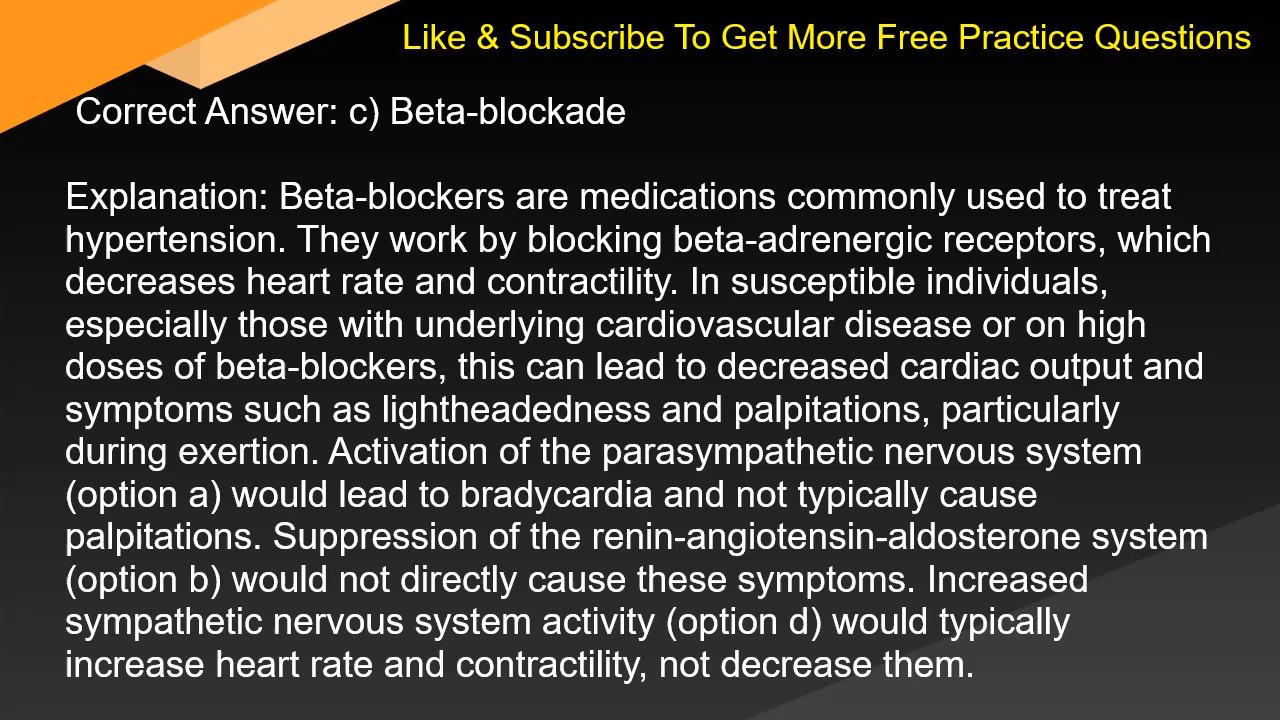 Like & Subscribe To Get More Free Practice Questions
Correct Answer: c) Beta-blockade
Explanation: Beta-blockers are medications commonly used to treat
hypertension. They work by blocking beta-adrenergic receptors, which
decreases heart rate and contractility. In susceptible individuals,
especially those with underlying cardiovascular disease or on high
doses of beta-blockers, this can lead to decreased cardiac output and
symptoms such as lightheadedness and palpitations, particularly
during exertion. Activation of the parasympathetic nervous system
(option a) would lead to bradycardia and not typically cause
palpitations. Suppression of the renin-angiotensin-aldosterone system
(option b) would not directly cause these symptoms. Increased
sympathetic nervous system activity (option d) would typically
increase heart rate and contractility, not decrease them.